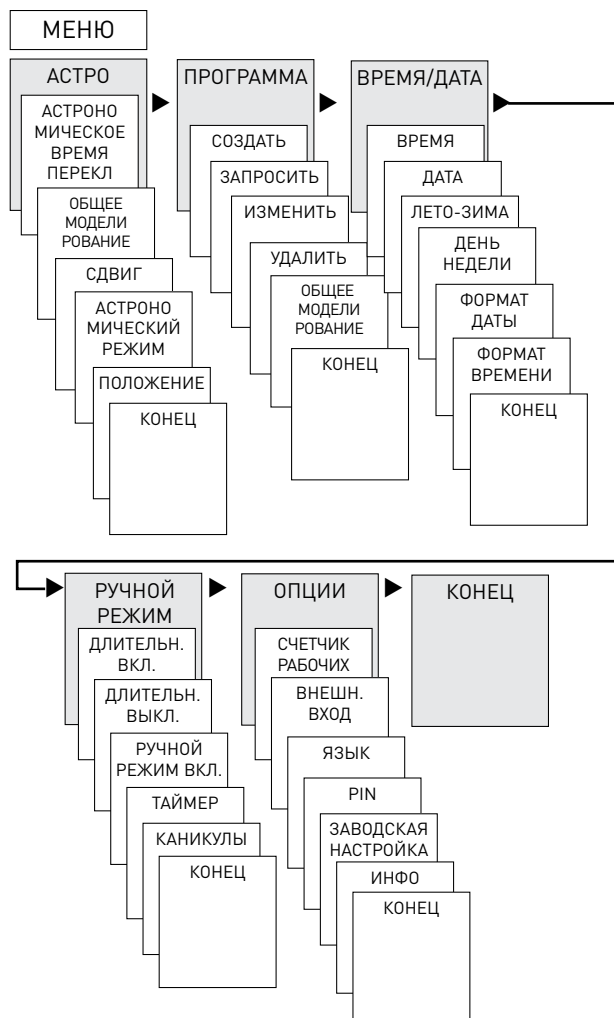 МЕНЮ
АСТРО
АСТРОНО
МИЧЕСКОЕ
ВРЕМЯ
ПЕРЕКЛ
ОБЩЕЕ
МОДЕЛИ
РОВАНИЕ
СДВИГ
АСТРОНО
МИЧЕСКИЙ
РЕЖИМ
ПОЛОЖЕНИЕ
КОНЕЦ
ПРОГРАММА
СОЗДАТЬ
ЗАПРОСИТЬ
ИЗМЕНИТЬ
УДАЛИТЬ
ОБЩЕЕ
МОДЕЛИ
РОВАНИЕ
КОНЕЦ
ВРЕМЯ/ДАТА
ВРЕМЯ
ДАТА
ЛЕТО-ЗИМА
ДЕНЬ
НЕДЕЛИ
ФОРМАТ
ДАТЫ
ФОРМАТ
ВРЕМЕНИ
КОНЕЦ
РУЧНОЙ
РЕЖИМ
ДЛИТЕЛЬН.
ВКЛ.
ДЛИТЕЛЬН.
ВЫКЛ.
РУЧНОЙ
РЕЖИМ ВКЛ.
ТАЙМЕР
КАНИКУЛЫ
КОНЕЦ
ОПЦИИ
СЧЕТЧИК
РАБОЧИХ
ВНЕШН.
ВХОД
ЯЗЫК
PIN
ЗАВОДСКАЯ
НАСТРОЙКА
ИНФО
КОНЕЦ
КОНЕЦ